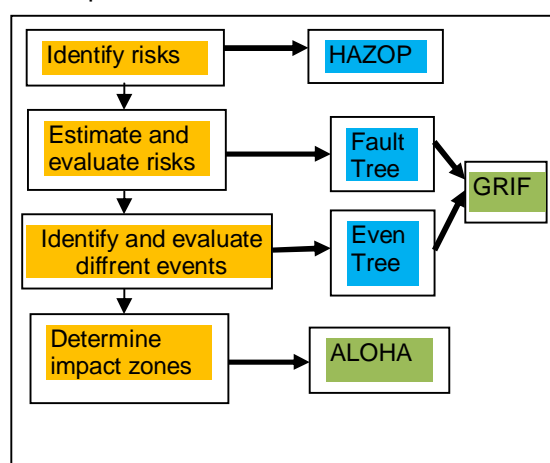 Identify risks
HAZOP
Estimate and
evaluate risks
Fault
Tree
GRIF
Identify and evaluate
diffrent events
Even
Tree
Determine
impact zones
ALOHA